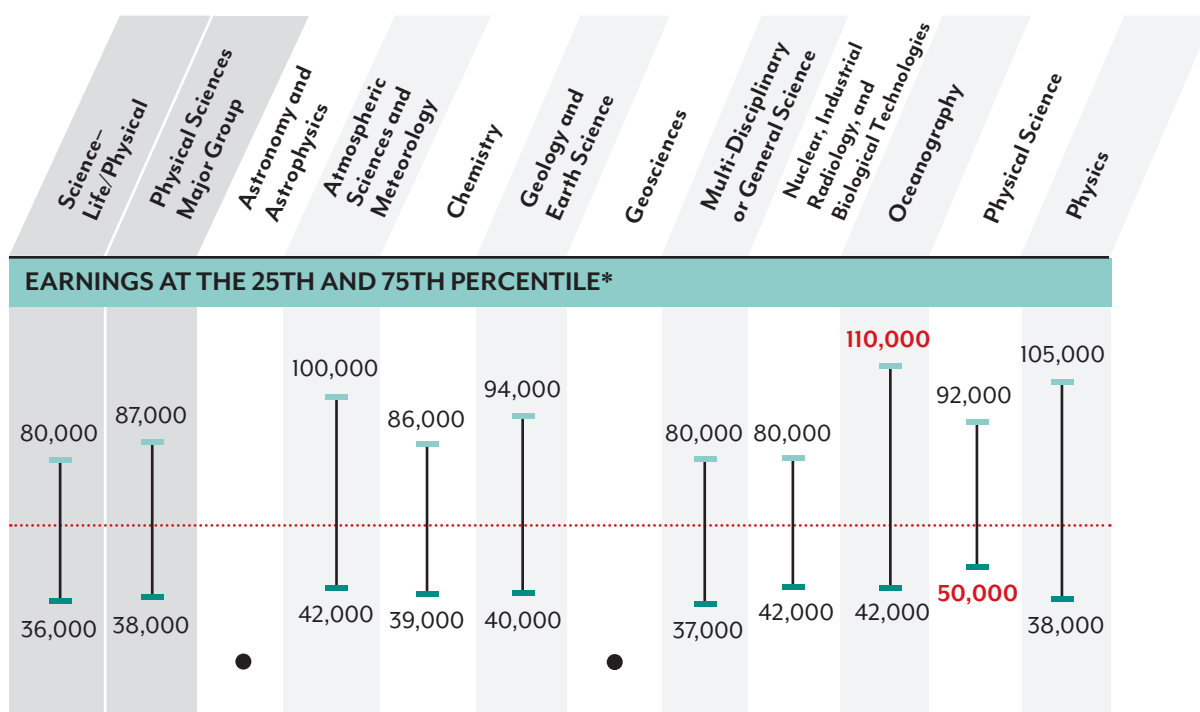 Science–
Life/Physical
Physical Sciences
Major Group
Astronomy and
Astrophysics
Atmospheric
Sciences and
Meteorology
Chemistry
Geology and
Earth Science
Geosciences
Multi-Disciplinary
or General Science
Nuclear, Industrial
Radiology, and
Biological Technologies
Oceanography
Physical Science
Physics
EARNINGS AT THE 25TH AND 75TH PERCENTILE*
80,000
36,000
87,000
38,000
100,000
42,000
86,000
39,000
94,000
40,000
80,000
37,000
80,000
42,000
110,000
42,000
92,000
50,000
105,000
38,000